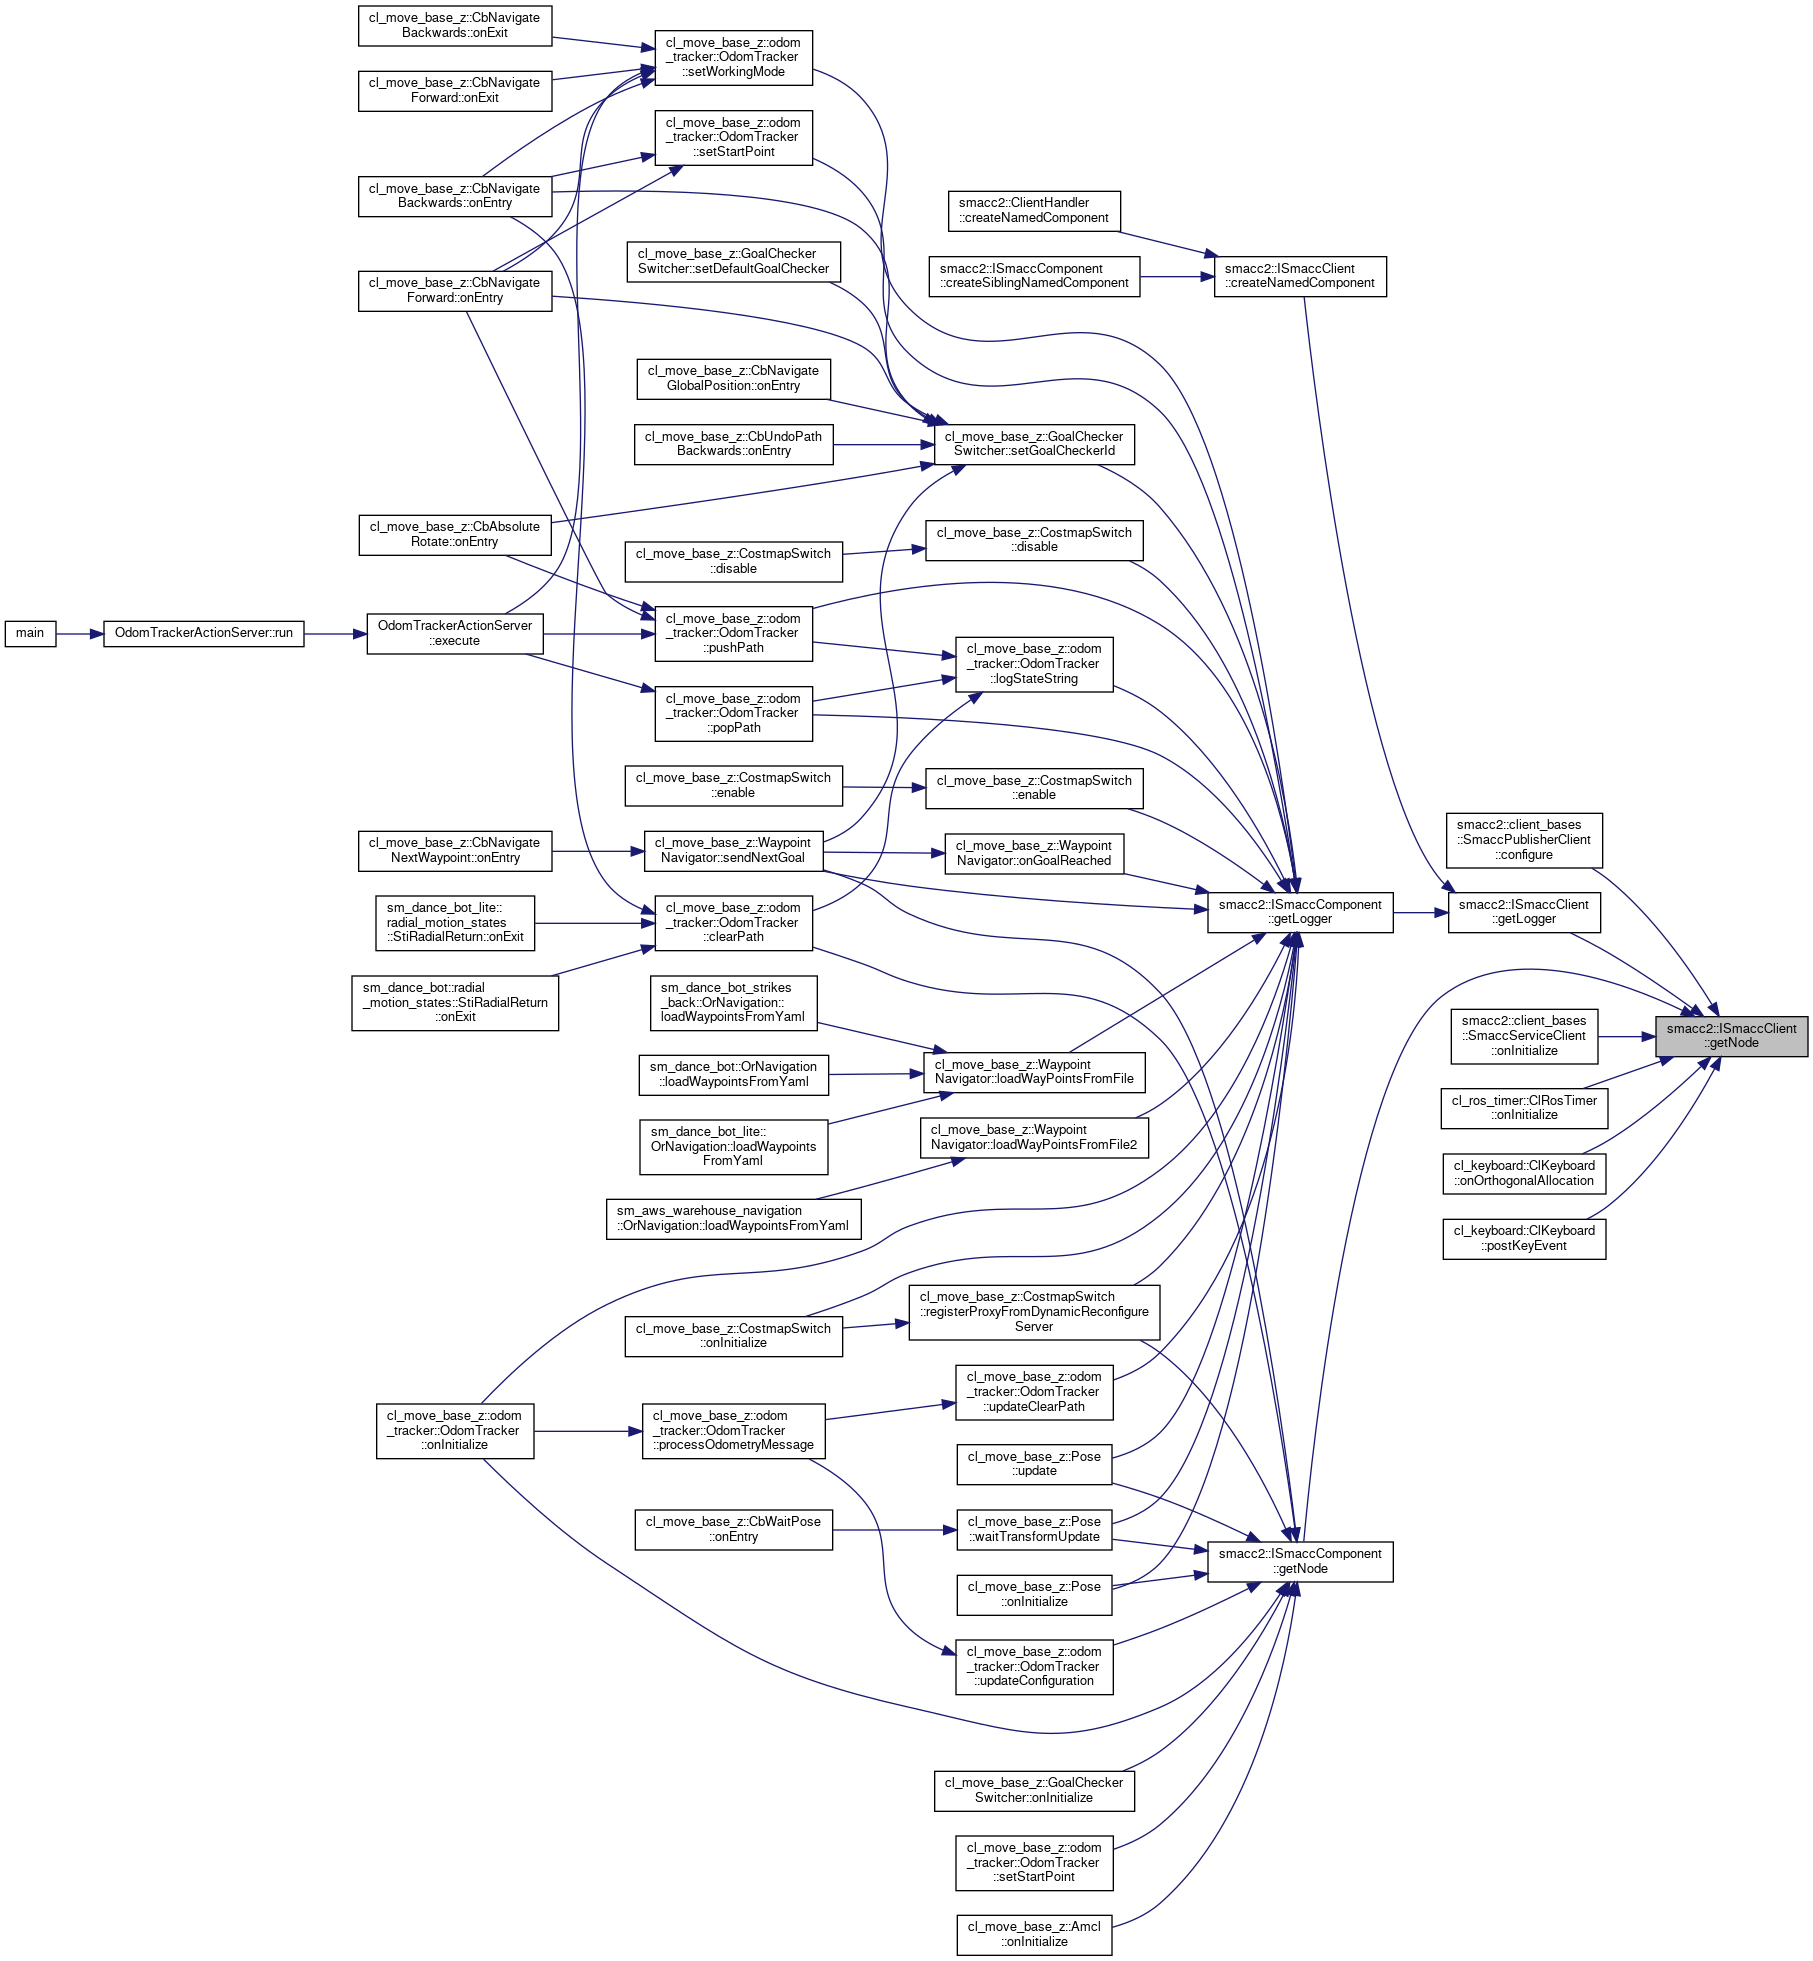 cl_move_base_z::CbNavigate
Backwards::onExit
cl_move_base_z::CbNavigate
Forward::onExit
cl_move_base_z::CbNavigate
Backwards::onEntry
cl_move_base_z::CbNavigate
Forward::onEntry
cl_move_base_z::CbAbsolute
Rotate::onEntry
main
OdomTrackerActionServer::run
OdomTrackerActionServer
::execute
cl_move_base_z::CbNavigate
NextWaypoint::onEntry
sm_dance_bot_lite::
radial_motion_states
::StiRadialReturn::onExit
sm_dance_bot::radial
_motion_states::StiRadialReturn
::onExit
cl_move_base_z::odom
_tracker::OdomTracker
::onInitialize
cl_move_base_z::odom
_tracker::OdomTracker
::setWorkingMode
cl_move_base_z::odom
_tracker::OdomTracker
::setStartPoint
cl_move_base_z::GoalChecker
Switcher::setDefaultGoalChecker
cl_move_base_z::CbNavigate
GlobalPosition::onEntry
cl_move_base_z::CbUndoPath
Backwards::onEntry
cl_move_base_z::CostmapSwitch
::disable
cl_move_base_z::odom
_tracker::OdomTracker
::pushPath
cl_move_base_z::odom
_tracker::OdomTracker
::popPath
cl_move_base_z::CostmapSwitch
::enable
cl_move_base_z::Waypoint
Navigator::sendNextGoal
cl_move_base_z::odom
_tracker::OdomTracker
::clearPath
sm_dance_bot_strikes
_back::OrNavigation::
loadWaypointsFromYaml
sm_dance_bot::OrNavigation
::loadWaypointsFromYaml
sm_dance_bot_lite::
OrNavigation::loadWaypoints
FromYaml
sm_aws_warehouse_navigation
::OrNavigation::loadWaypointsFromYaml
cl_move_base_z::CostmapSwitch
::onInitialize
cl_move_base_z::odom
_tracker::OdomTracker
::processOdometryMessage
cl_move_base_z::CbWaitPose
::onEntry
smacc2::ClientHandler
::createNamedComponent
smacc2::ISmaccComponent
::createSiblingNamedComponent
cl_move_base_z::GoalChecker
Switcher::setGoalCheckerId
cl_move_base_z::CostmapSwitch
::disable
cl_move_base_z::odom
_tracker::OdomTracker
::logStateString
cl_move_base_z::CostmapSwitch
::enable
cl_move_base_z::Waypoint
Navigator::onGoalReached
cl_move_base_z::Waypoint
Navigator::loadWayPointsFromFile
cl_move_base_z::Waypoint
Navigator::loadWayPointsFromFile2
cl_move_base_z::CostmapSwitch
::registerProxyFromDynamicReconfigure
Server
cl_move_base_z::odom
_tracker::OdomTracker
::updateClearPath
cl_move_base_z::Pose
::update
cl_move_base_z::Pose
::waitTransformUpdate
cl_move_base_z::Pose
::onInitialize
cl_move_base_z::odom
_tracker::OdomTracker
::updateConfiguration
cl_move_base_z::GoalChecker
Switcher::onInitialize
cl_move_base_z::odom
_tracker::OdomTracker
::setStartPoint
cl_move_base_z::Amcl
::onInitialize
smacc2::ISmaccClient
::createNamedComponent
smacc2::ISmaccComponent
::getLogger
smacc2::ISmaccComponent
::getNode
smacc2::client_bases
::SmaccPublisherClient
::configure
smacc2::ISmaccClient
::getLogger
smacc2::client_bases
::SmaccServiceClient
::onInitialize
cl_ros_timer::ClRosTimer
::onInitialize
cl_keyboard::ClKeyboard
::onOrthogonalAllocation
cl_keyboard::ClKeyboard
::postKeyEvent
smacc2::ISmaccClient
::getNode